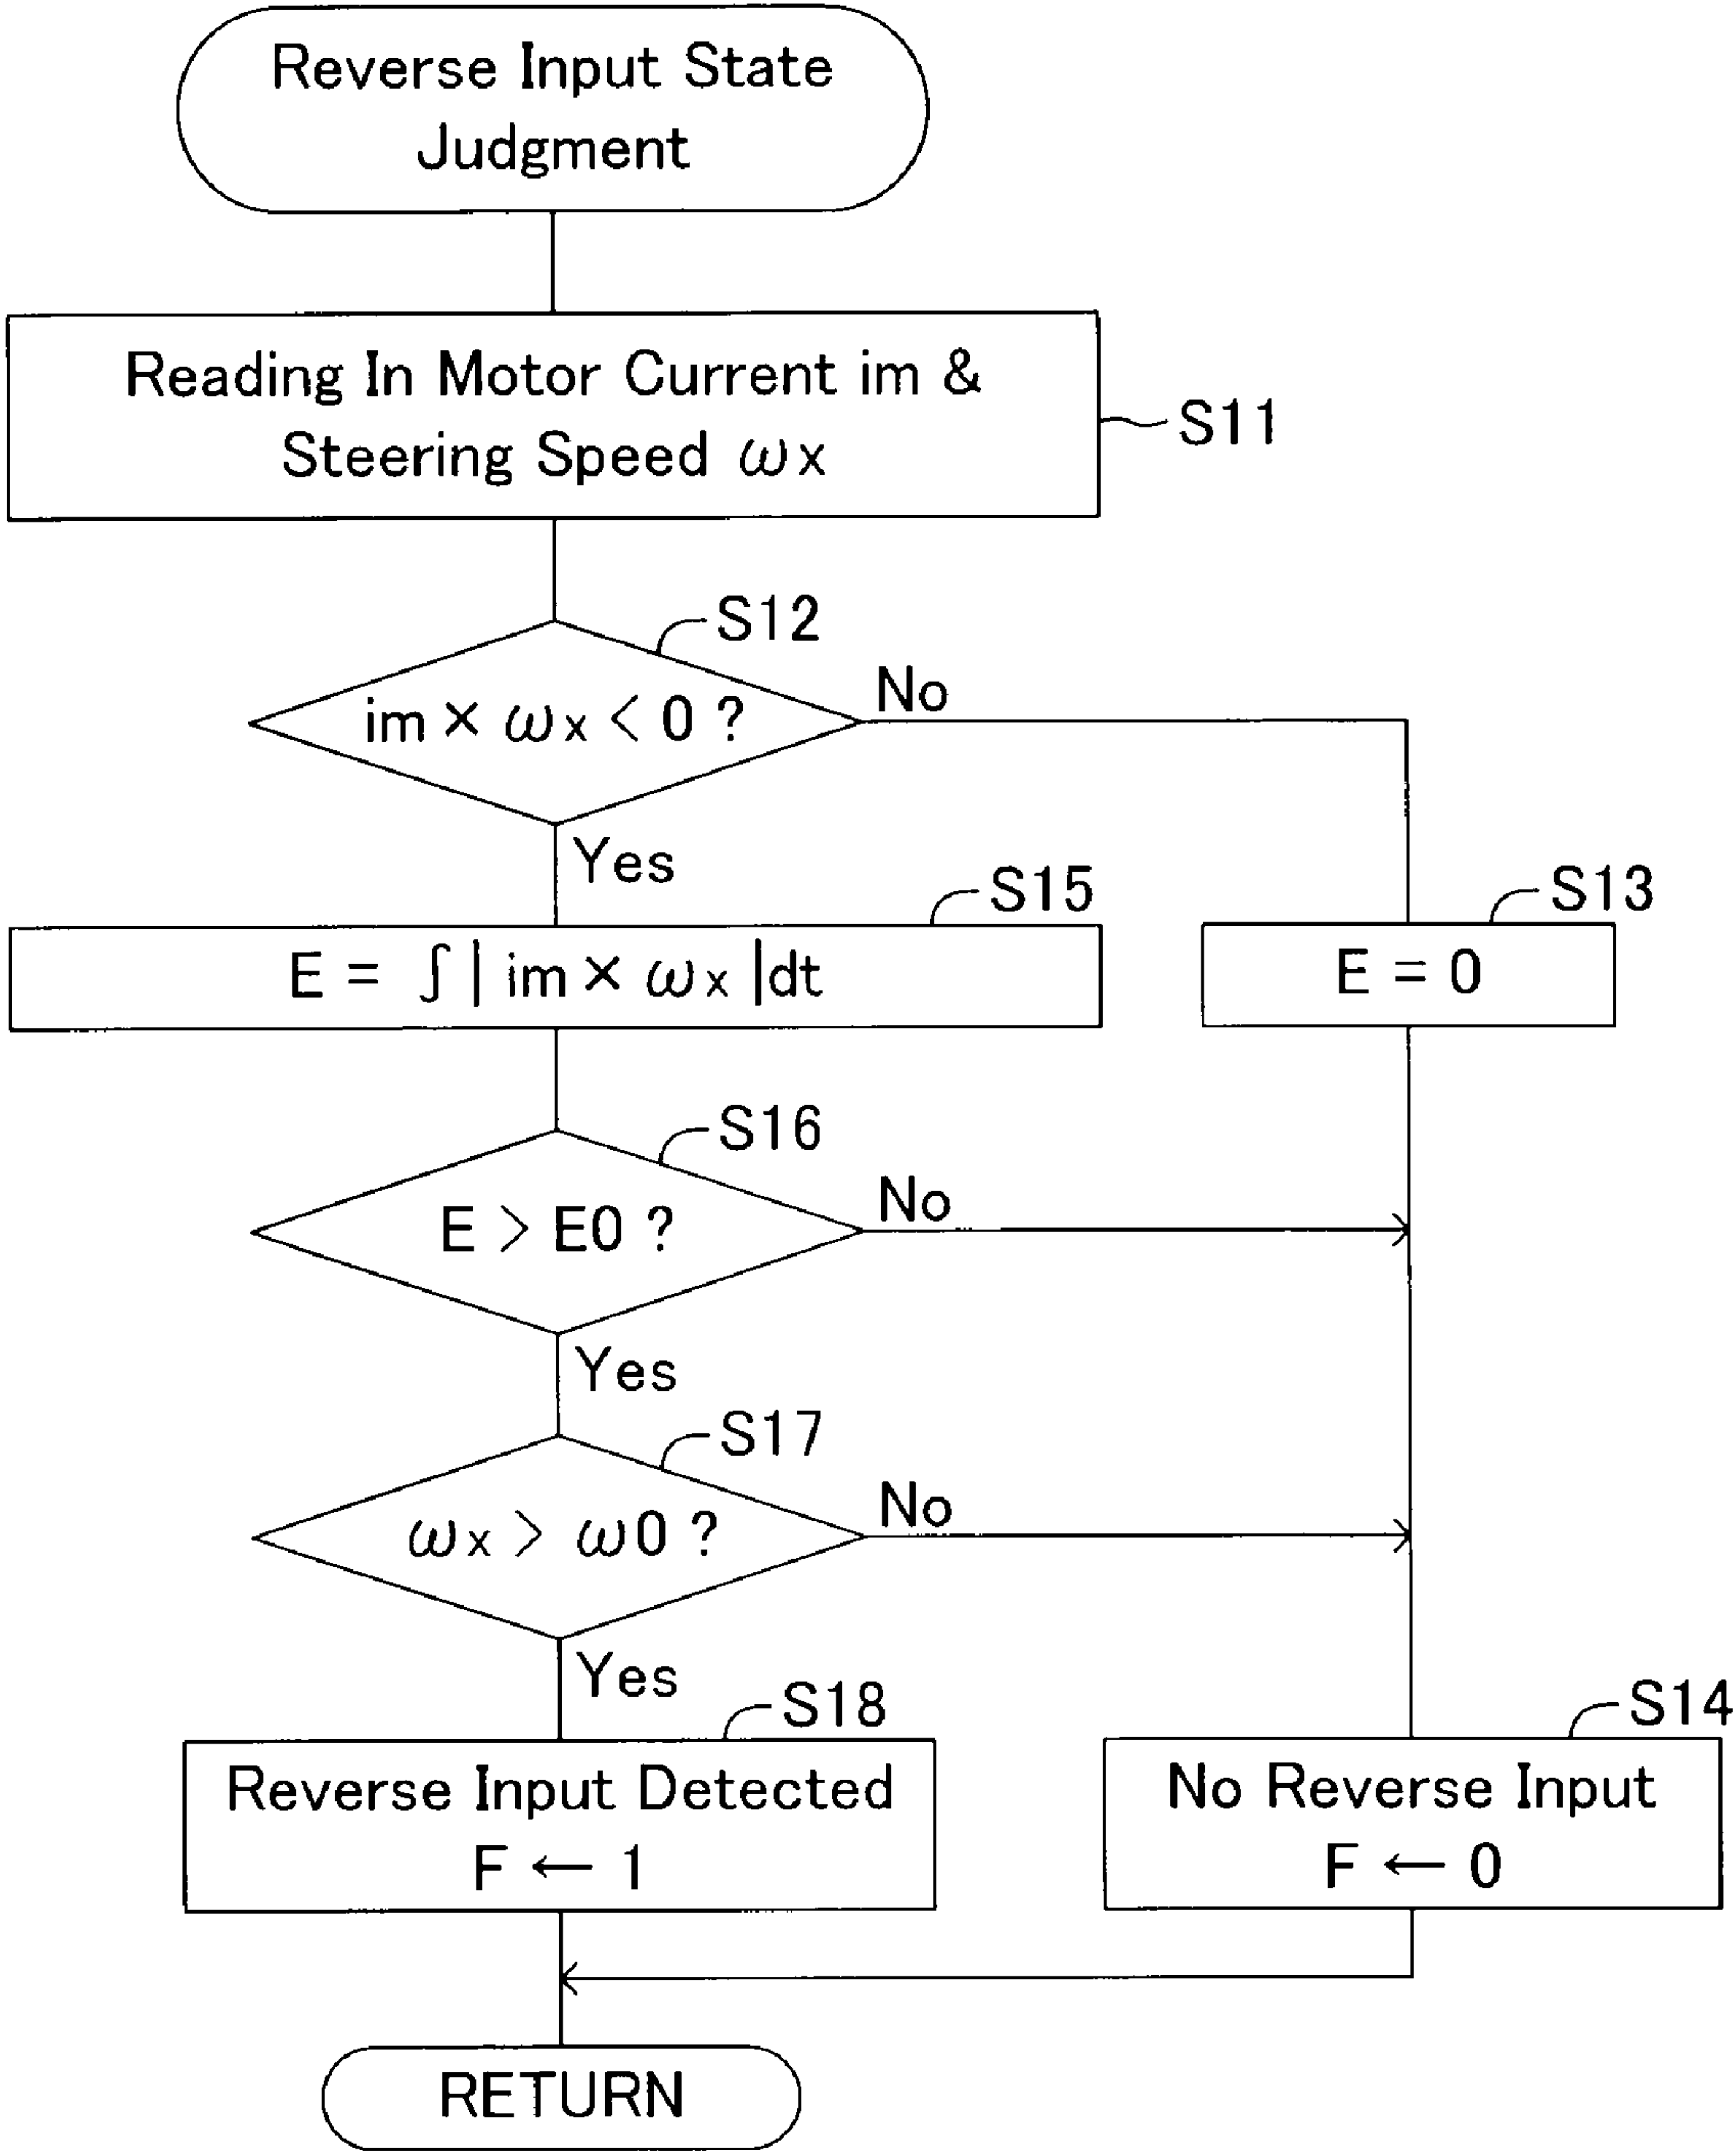 Reverse Input State
Judgment
Reading In Motor Current im &
Steering Speed ωx
S11
S12
im × ωx < 0 ?
No
Yes
S15
S13
E = ∫ | im × ωx |dt
E = 0
S16
E > E0 ?
No
Yes
S17
ωx > ω0 ?
No
Yes
S18
S14
Reverse Input Detected
F ← 1
No Reverse Input
F ← 0
RETURN